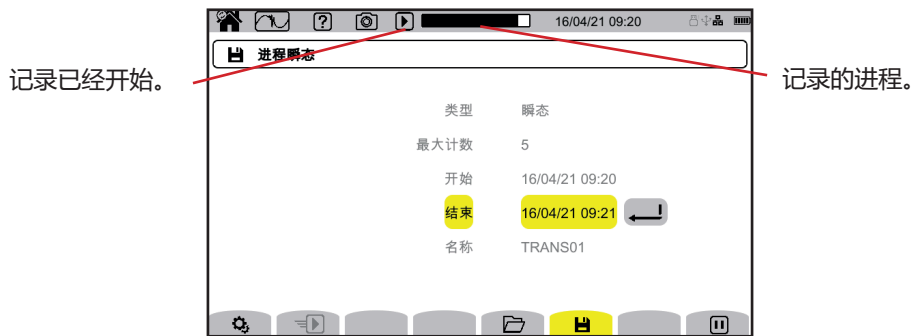 ? 16/04/21 09:20
进程瞬态
记录已经开始。
记录的进程。
类型 瞬态
最大计数 5
开始 16/04/21 09:20
结束 16/04/21 09:21
名称 TRANS01